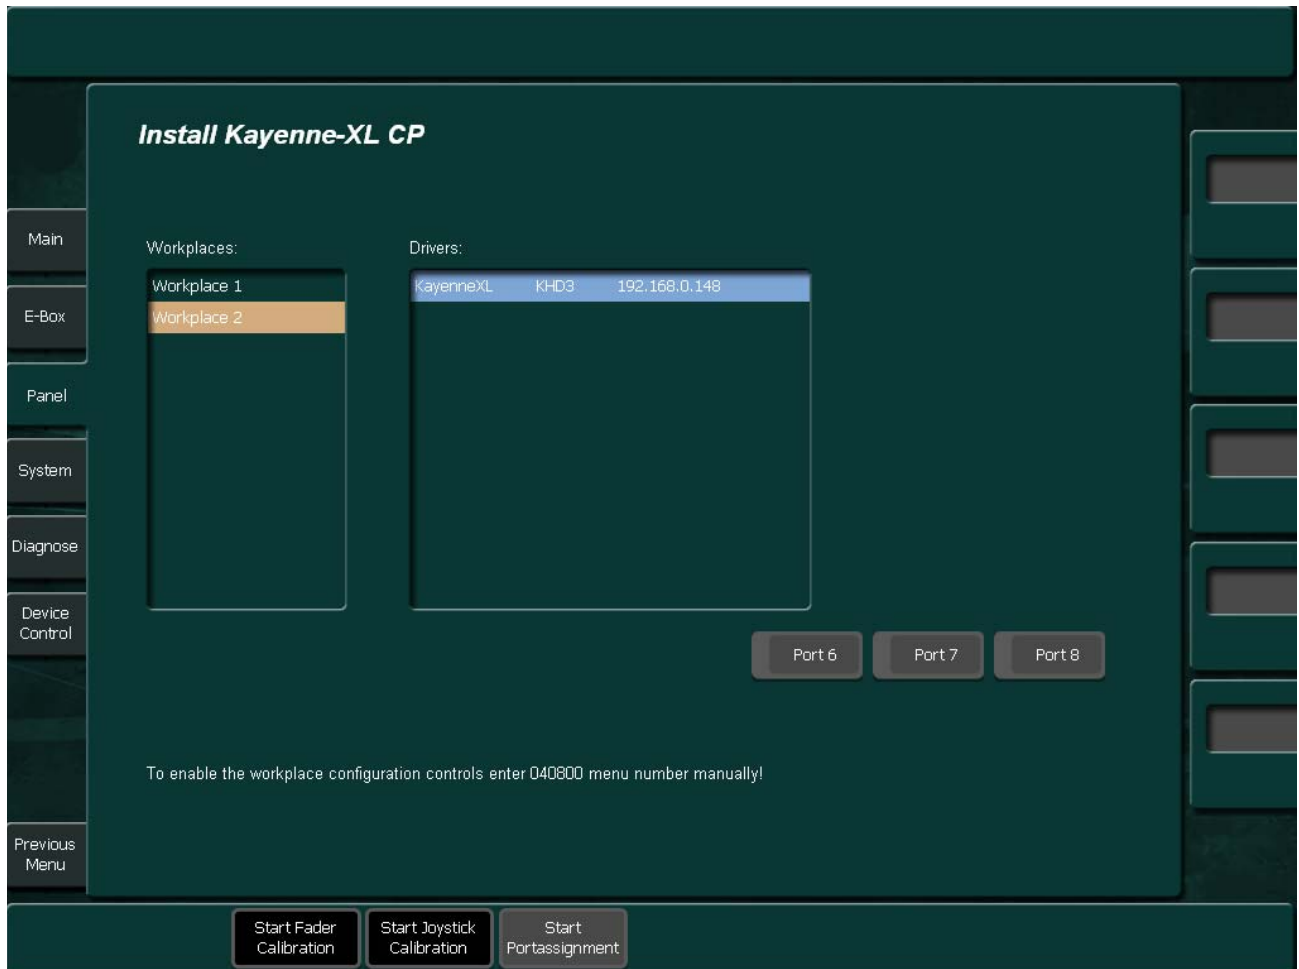 Install Kayenne-XL CP
Main
E-Box
Panel
System
Diagnose
Device
Control
Previous
Menu
Workplaces:
Workplace 1
Workplace 2
Drivers:
KayenneXL KHD3 192.168.0.148
Port 6 Port 7 Port 8
To enable the workplace configuration controls enter 040800 menu number manually!
Start Fader
Calibration
Start Joystick
Calibration
Start
Portassignment